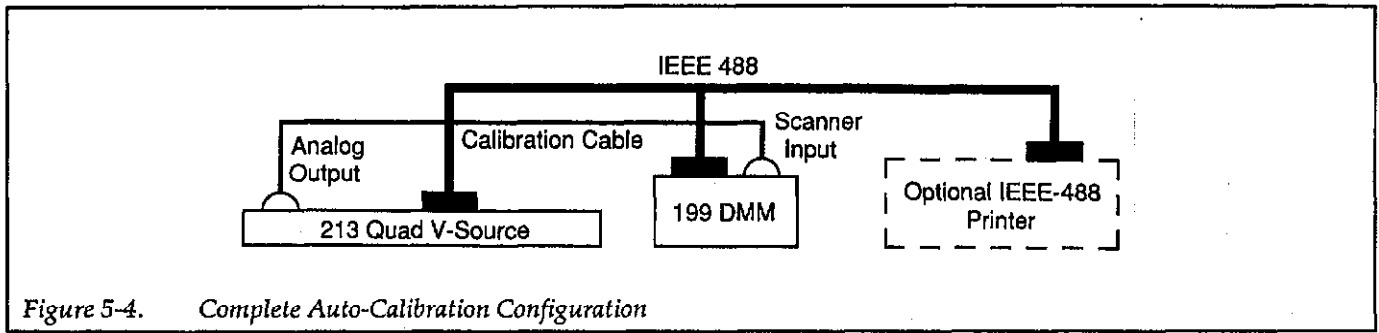 IEEE 488
Analog
Output
Calibration Cable
Scanner
Input
213 Quad V-Source
199 DMM
Optional IEEE-488
Printer
Figure 5-4. Complete Auto-Calibration Configuration